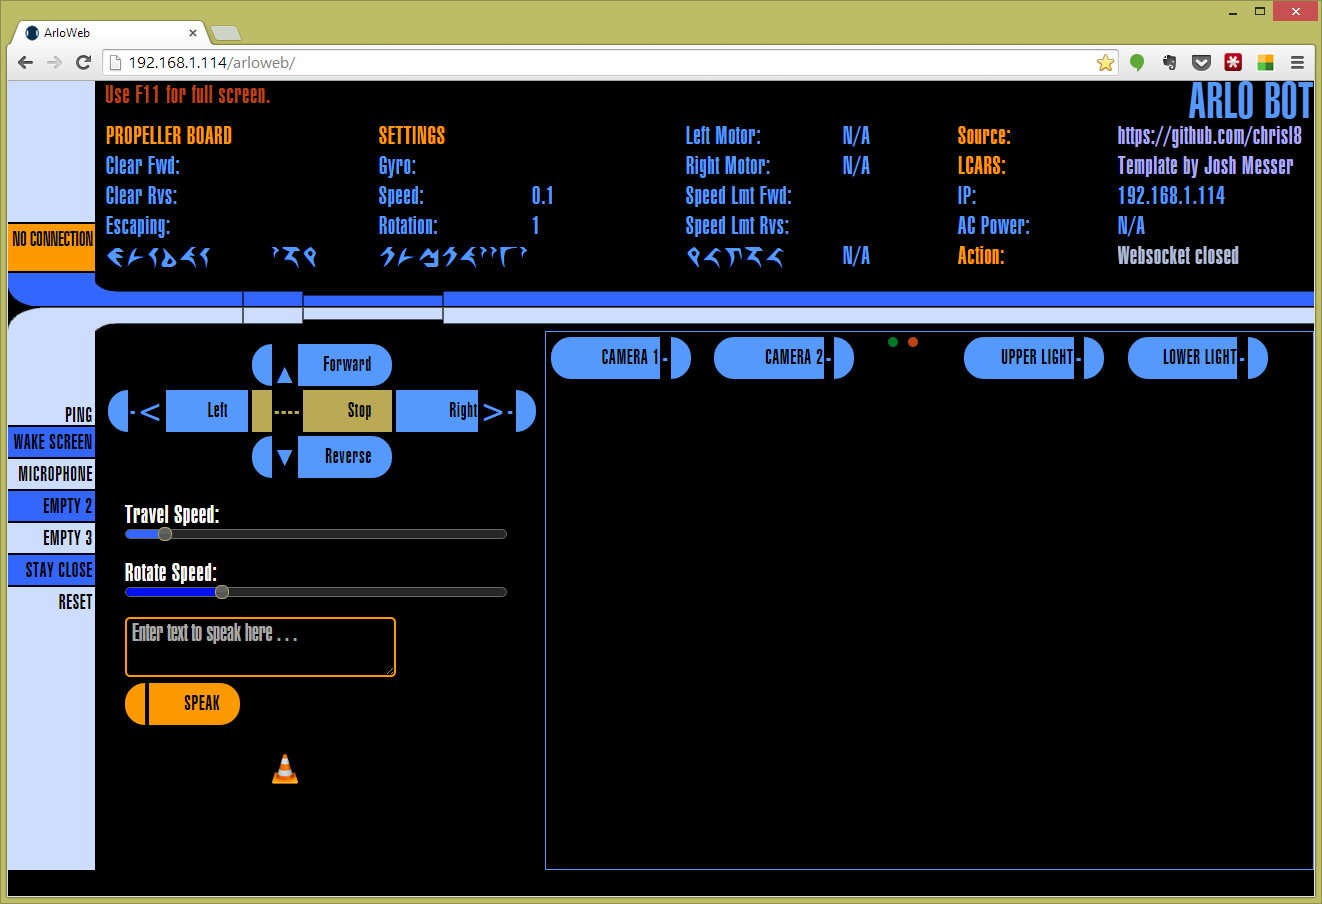 ArloWeb
192.168.1.114/arloweb/
Use F11 for full screen.
ARLO BOT
PROPELLER BOARD SETTINGS Left Motor: N/A Source: https://github.com/chrisl8
Clear Fwd: Gyro: Right Motor: N/A LCARS: Template by Josh Messer
Clear Rvs: Speed: 0.1 Speed Lmt Fwd: IP: 192.168.1.114
Escaping: Rotation: 1 Speed Lmt Rvs: AC Power: N/A
N/A Action: Websocket closed
NO CONNECTION
PING
WAKE SCREEN
MICROPHONE
EMPTY 2
EMPTY 3
STAY CLOSE
RESET
Forward
- < Left ---- Stop Right > -
Reverse
Travel Speed:
Rotate Speed:
Enter text to speak here . . .
SPEAK
CAMERA 1 - CAMERA 2 - UPPER LIGHT - LOWER LIGHT -